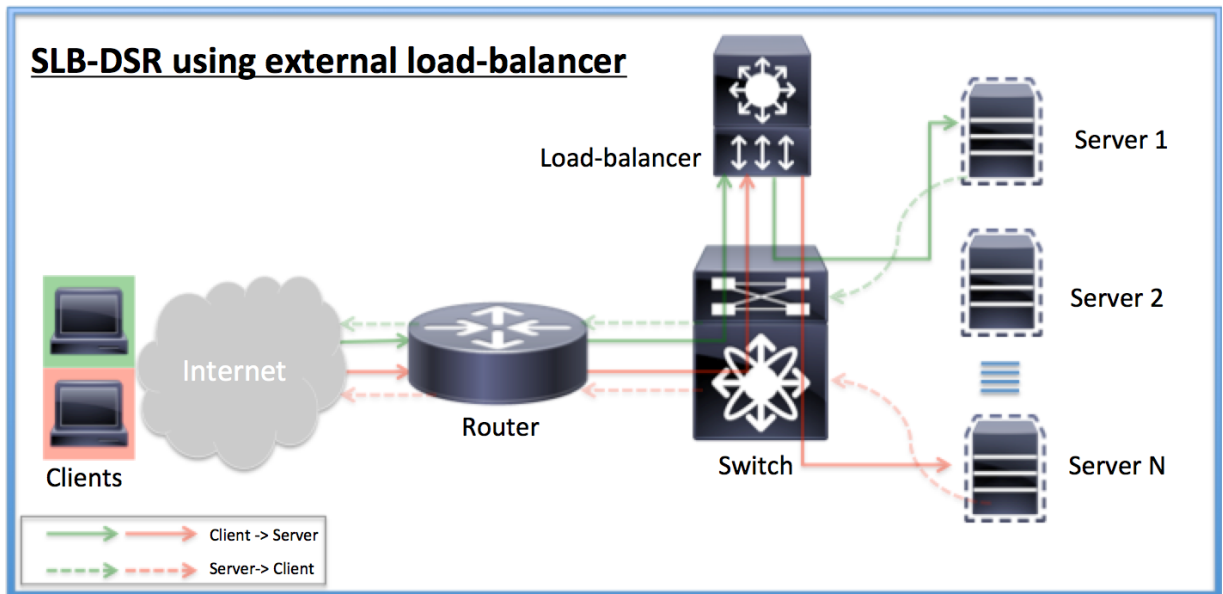 SLB-DSR using external load-balancer
Load-balancer
Server 1
Server 2
Internet
Router
Switch
Server N
Clients
Client -> Server
Server-> Client